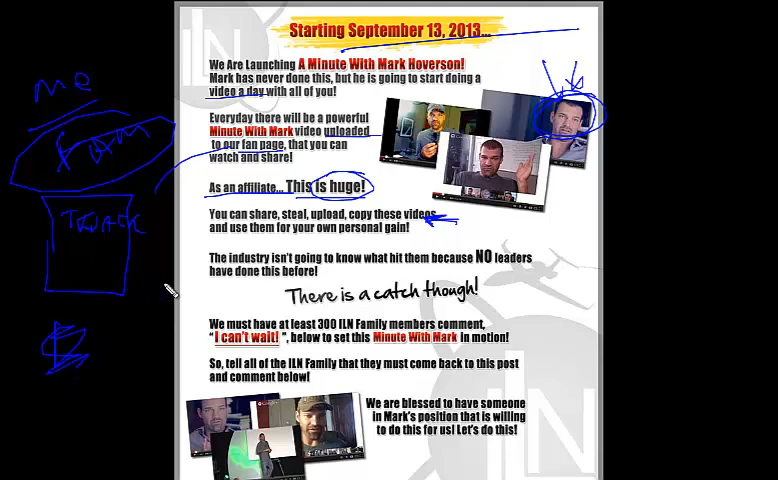 Starting September 13, 2013...
We Are Launching A Minute With Mark Hoverson!
Mark has never done this, but he is going to start doing a
video a day with all of you!
Everyday there will be a powerful
Minute With Mark video uploaded
to our fan page, that you can
watch and share!
As an affiliate... This is huge!
You can share, steal, upload, copy these videos
and use them for your own personal gain!
The industry isn't going to know what hit them because NO leaders
have done this before!
There is a catch though!
We must have at least 300 ILN Family members comment,
“ I can't wait! ”, below to set this Minute With Mark in motion!
So, tell all of the ILN Family that they must come back to this post
and comment below!
We are blessed to have someone
in Mark's position that is willing
to do this for us! Let's do this!
me
ILN